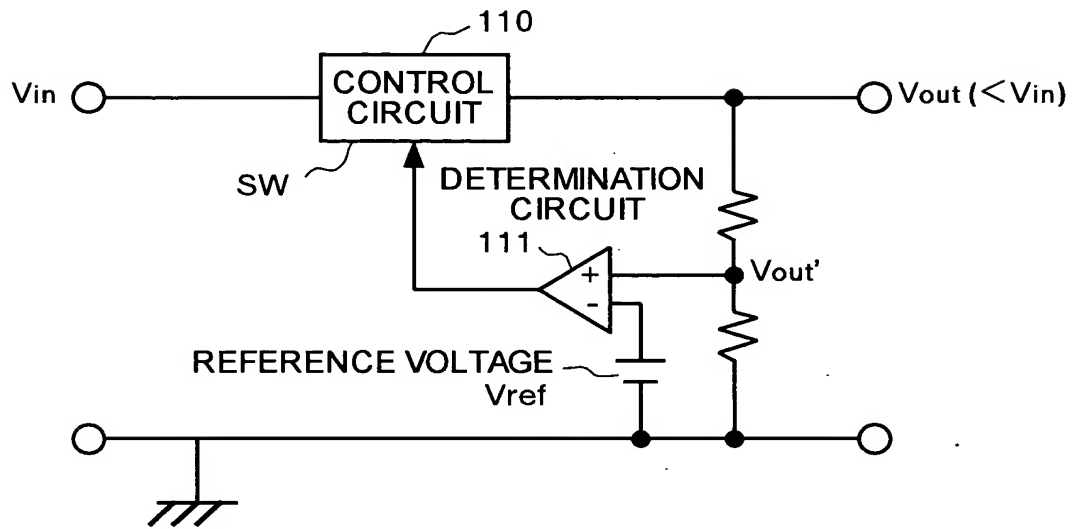 110
Vin
CONTROL
CIRCUIT
Vout (<Vin)
SW
DETERMINATION
CIRCUIT
111
+
-
Vout'
REFERENCE VOLTAGE
Vref